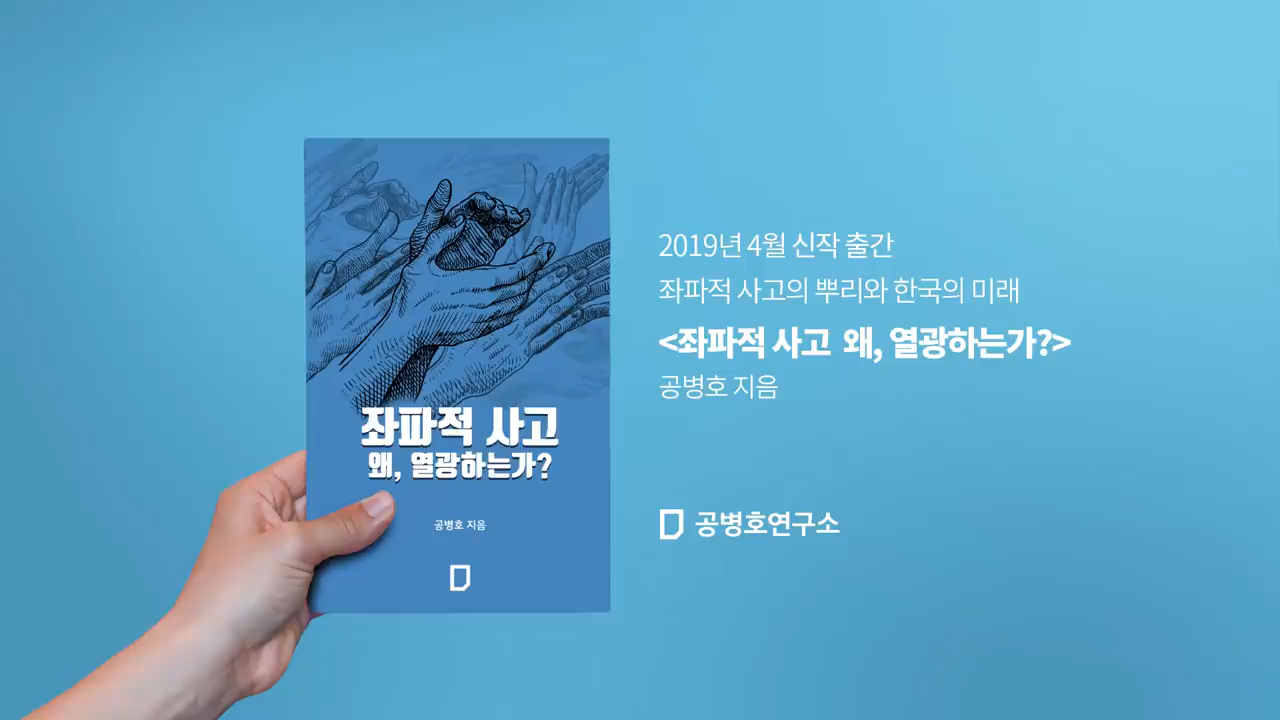 좌파적 사고
왜, 열광하는가?
공병호 지음
2019년 4월 신작 출간
좌파적 사고의 뿌리와 한국의 미래
<좌파적 사고  왜, 열광하는가?>
공병호 지음
공병호연구소